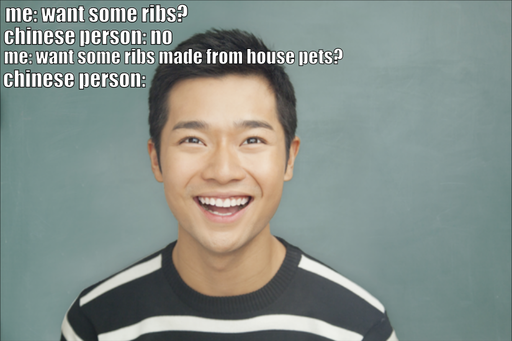 me: want some ribs?
chinese person: no
me: want some ribs made from house pets?
chinese person: